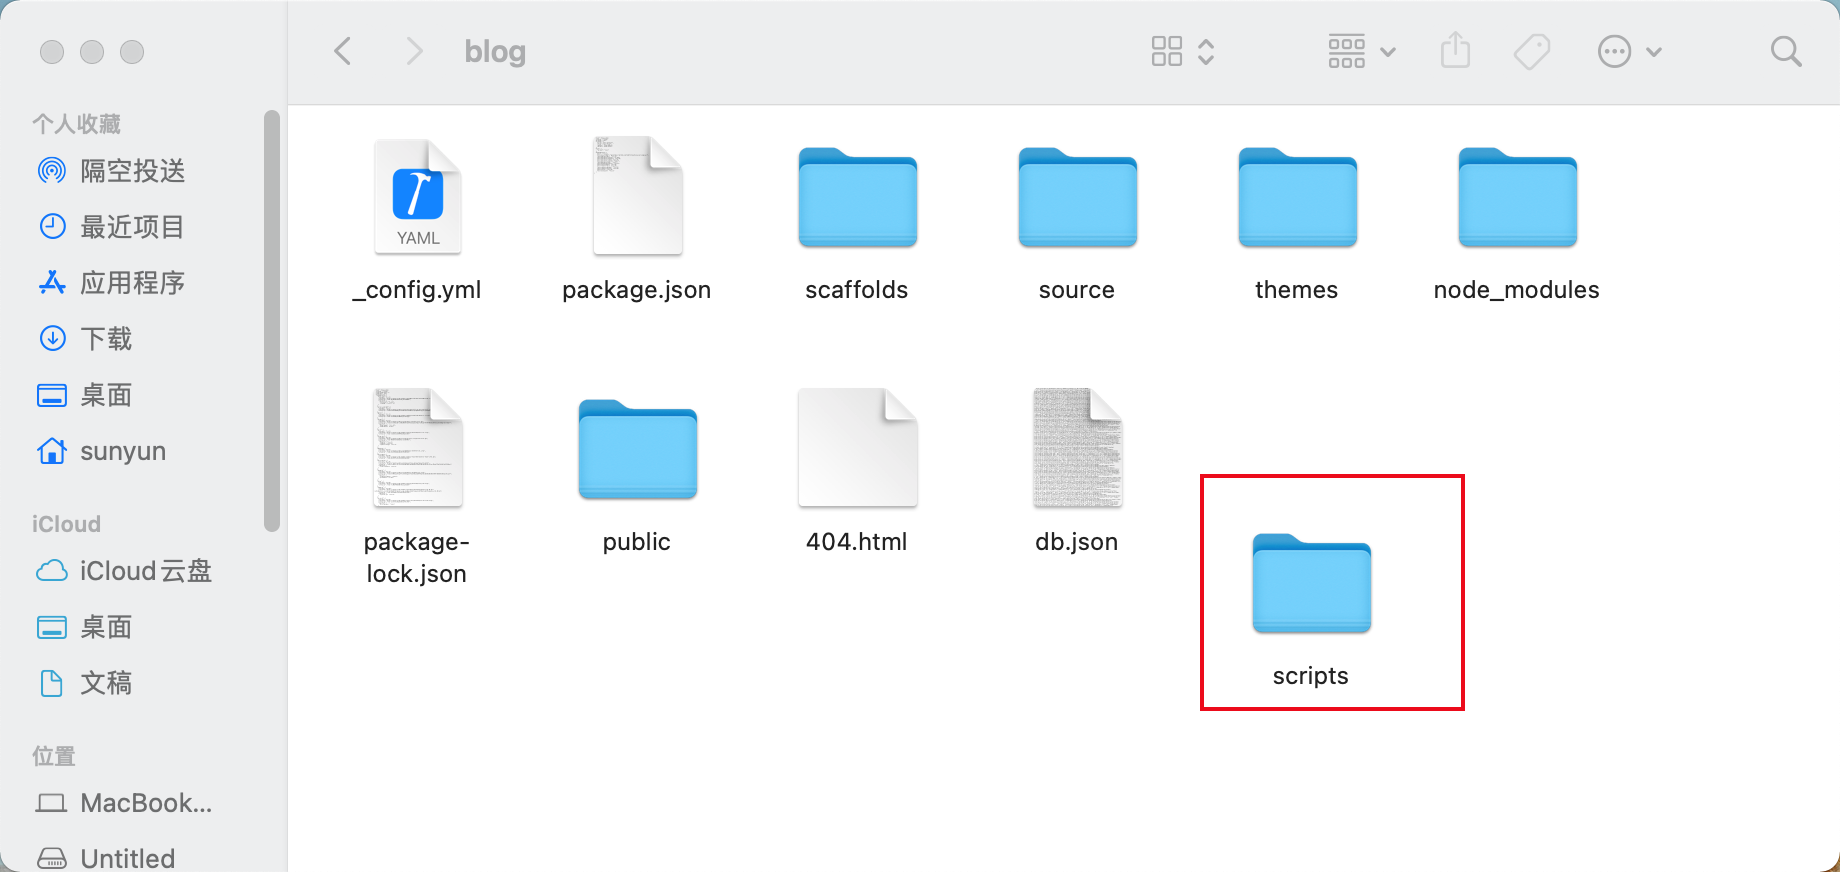 blog
个人收藏
隔空投送
最近项目
应用程序
下载
桌面
sunyun
iCloud
iCloud云盘
桌面
文稿
位置
MacBook...
Untitled
YAML
_config.yml
package.json
scaffolds
source
themes
node_modules
package-
lock.json
public
404.html
db.json
scripts